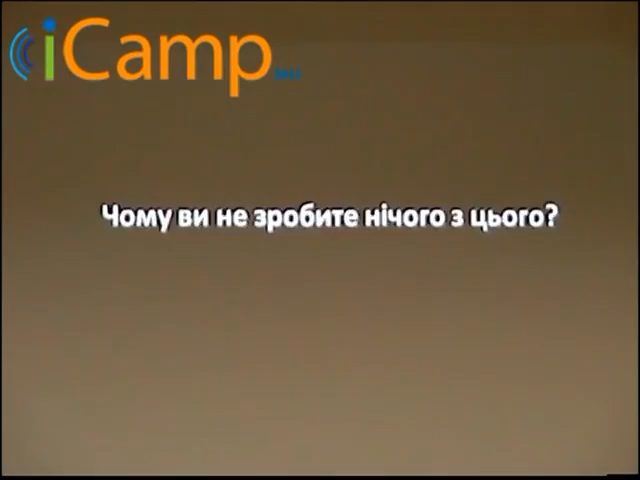 iCamp
Чому ви не зробите нічого з цього?